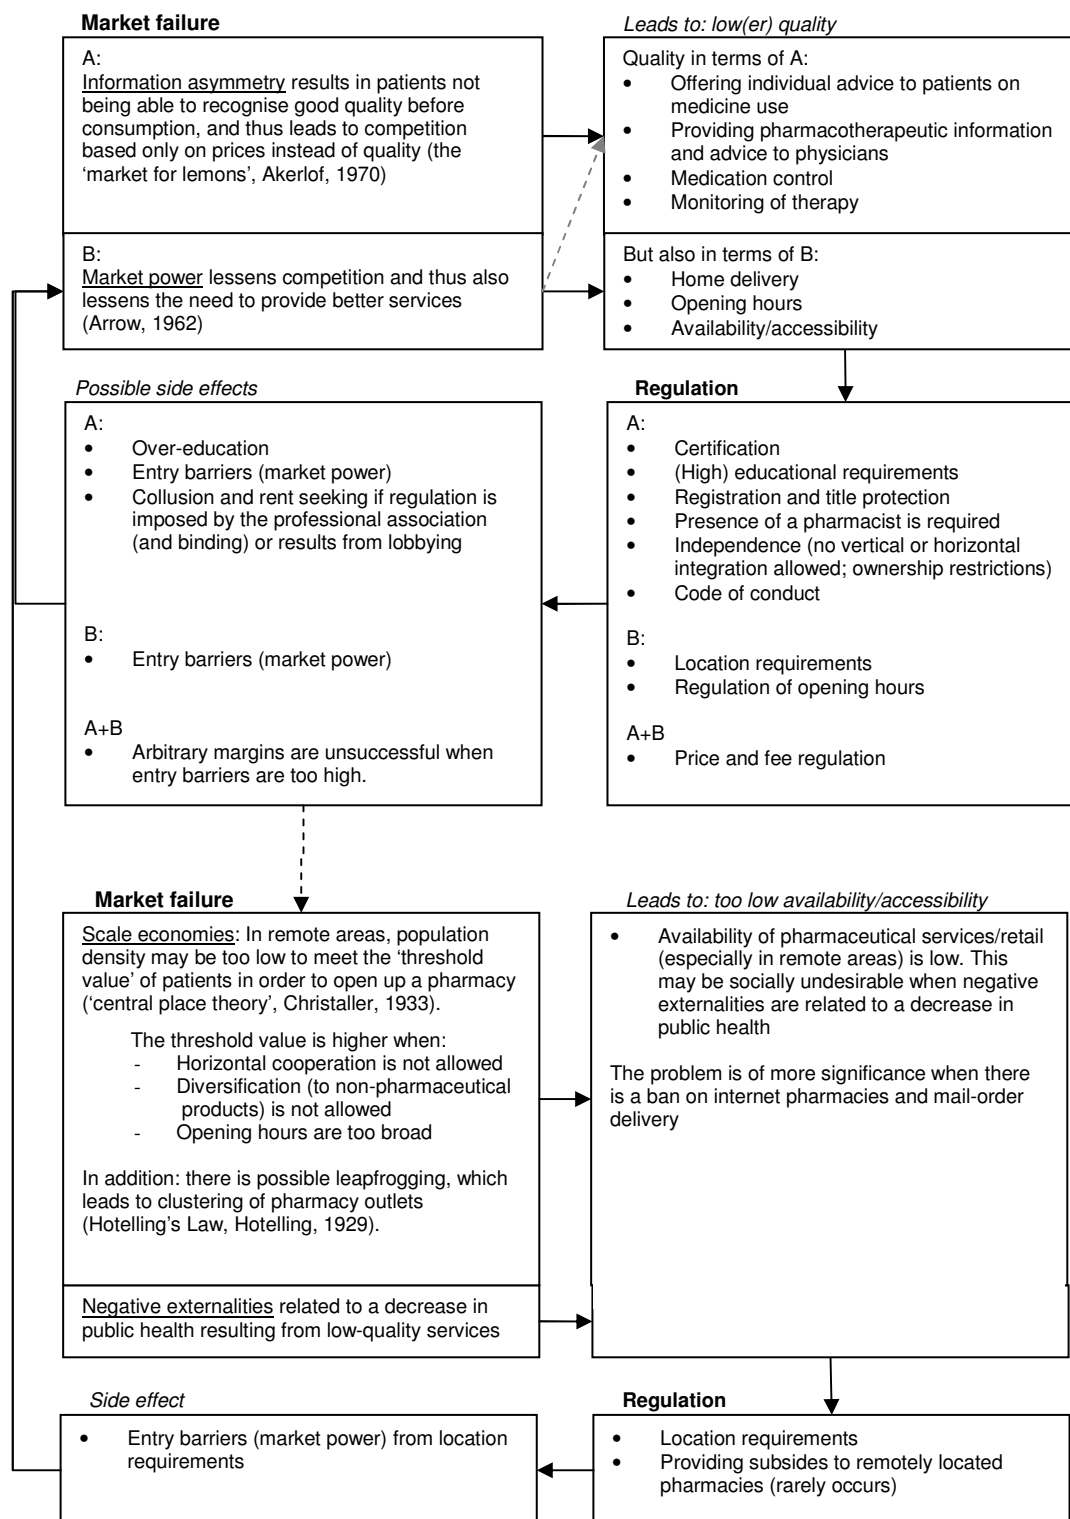 Market failure
A:
Information asymmetry results in patients not
being able to recognise good quality before
consumption, and thus leads to competition
based only on prices instead of quality (the
‘market for lemons’, Akerlof, 1970)
B:
Market power lessens competition and thus also
lessens the need to provide better services
(Arrow, 1962)
Leads to: low(er) quality
Quality in terms of A:
• Offering individual advice to patients on
medicine use
• Providing pharmacotherapeutic information
and advice to physicians
• Medication control
• Monitoring of therapy
But also in terms of B:
• Home delivery
• Opening hours
• Availability/accessibility
Regulation
A:
• Certification
• (High) educational requirements
• Registration and title protection
• Presence of a pharmacist is required
• Independence (no vertical or horizontal
integration allowed; ownership restrictions)
• Code of conduct
B:
• Location requirements
• Regulation of opening hours
A+B
• Price and fee regulation
Possible side effects
A:
• Over-education
• Entry barriers (market power)
• Collusion and rent seeking if regulation is
imposed by the professional association
(and binding) or results from lobbying
B:
• Entry barriers (market power)
A+B
• Arbitrary margins are unsuccessful when
entry barriers are too high.
Market failure
Scale economies: In remote areas, population
density may be too low to meet the ‘threshold
value’ of patients in order to open up a pharmacy
(‘central place theory’, Christaller, 1933).
The threshold value is higher when:
- Horizontal cooperation is not allowed
- Diversification (to non-pharmaceutical
products) is not allowed
- Opening hours are too broad
In addition: there is possible leapfrogging, which
leads to clustering of pharmacy outlets
(Hotelling’s Law, Hotelling, 1929).
Negative externalities related to a decrease in
public health resulting from low-quality services
Leads to: too low availability/accessibility
• Availability of pharmaceutical services/retail
(especially in remote areas) is low. This
may be socially undesirable when negative
externalities are related to a decrease in
public health
The problem is of more significance when there
is a ban on internet pharmacies and mail-order
delivery
Regulation
• Location requirements
• Providing subsides to remotely located
pharmacies (rarely occurs)
Side effect
• Entry barriers (market power) from location
requirements